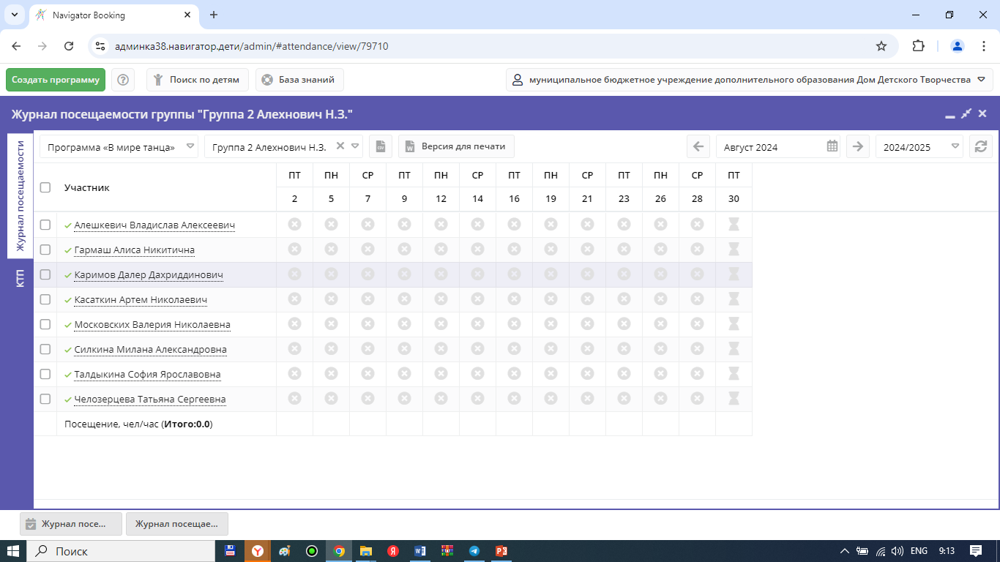 Navigator Booking
админка38.навигатор.дети/admin/#attendance/view/79710
Создать программу
Поиск по детям
База знаний
муниципальное бюджетное учреждение дополнительного образования Дом Детского Творчества
Журнал посещаемости группы "Группа 2 Алехнович Н.З."
Журнал посещаемости
КТП
Программа «В мире танца»
Группа 2 Алехнович Н.З.
CSV
Версия для печати
Август 2024
2024/2025
Участник
ПТ ПН СР ПТ ПН СР ПТ ПН СР ПТ ПН СР ПТ
2 5 7 9 12 14 16 19 21 23 26 28 30
Алешкевич Владислав Алексеевич
Гармаш Алиса Никитична
Каримов Далер Дахриддинович
Касаткин Артем Николаевич
Московских Валерия Николаевна
Силкина Милана Александровна
Талдыкина София Ярославовна
Челозерцева Татьяна Сергеевна
Посещение, чел/час (Итого:0.0)
Журнал посе...
Журнал посещае...
Поиск
ENG
9:13